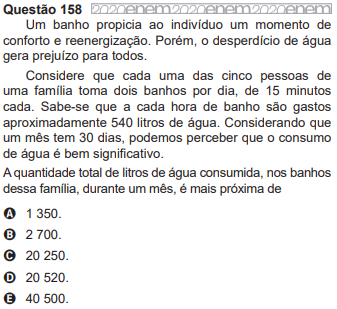 Questão 158 2020enem2020enem2020enem
Um banho propicia ao indivíduo um momento de
conforto e reenergização. Porém, o desperdício de água
gera prejuízo para todos.
Considere que cada uma das cinco pessoas de
uma família toma dois banhos por dia, de 15 minutos
cada. Sabe-se que a cada hora de banho são gastos
aproximadamente 540 litros de água. Considerando que
um mês tem 30 dias, podemos perceber que o consumo
de água é bem significativo.
A quantidade total de litros de água consumida, nos banhos
dessa família, durante um mês, é mais próxima de
A 1 350.
B 2 700.
C 20 250.
D 20 520.
E 40 500.